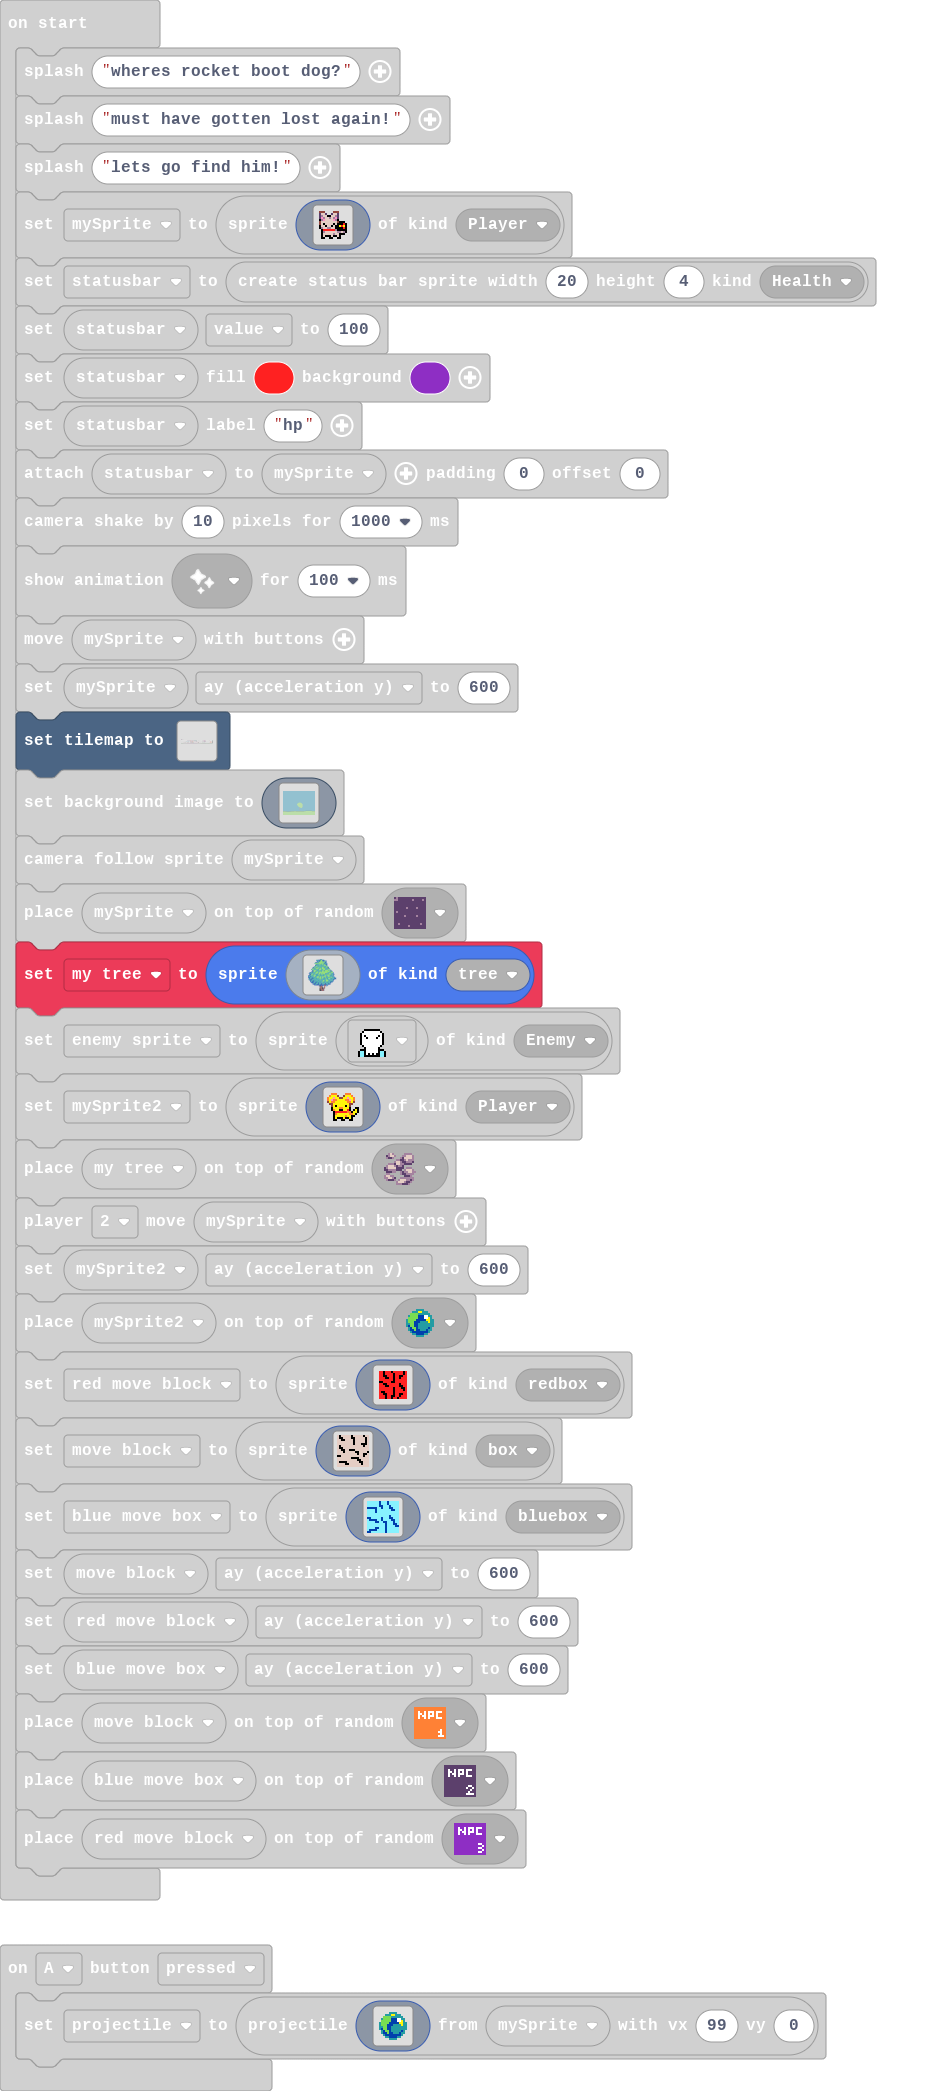 on start
splash "wheres rocket boot dog?"
splash "must have gotten lost again!"
splash "lets go find him!"
set mySprite to sprite of kind Player
set statusbar to create status bar sprite width 20 height 4 kind Health
set statusbar value to 100
set statusbar fill background
set statusbar label "hp"
attach statusbar to mySprite padding 0 offset 0
camera shake by 10 pixels for 1000 ms
show animation for 100 ms
move mySprite with buttons
set mySprite ay (acceleration y) to 600
set tilemap to
set background image to
camera follow sprite mySprite
place mySprite on top of random
set my tree to sprite of kind tree
set enemy sprite to sprite of kind Enemy
set mySprite2 to sprite of kind Player
place my tree on top of random
player 2 move mySprite with buttons
set mySprite2 ay (acceleration y) to 600
place mySprite2 on top of random
set red move block to sprite of kind redbox
set move block to sprite of kind box
set blue move box to sprite of kind bluebox
set move block ay (acceleration y) to 600
set red move block ay (acceleration y) to 600
set blue move box ay (acceleration y) to 600
place move block on top of random NPC 1
place blue move box on top of random NPC 2
place red move block on top of random NPC 3
on A button pressed
set projectile to projectile from mySprite with vx 99 vy 0